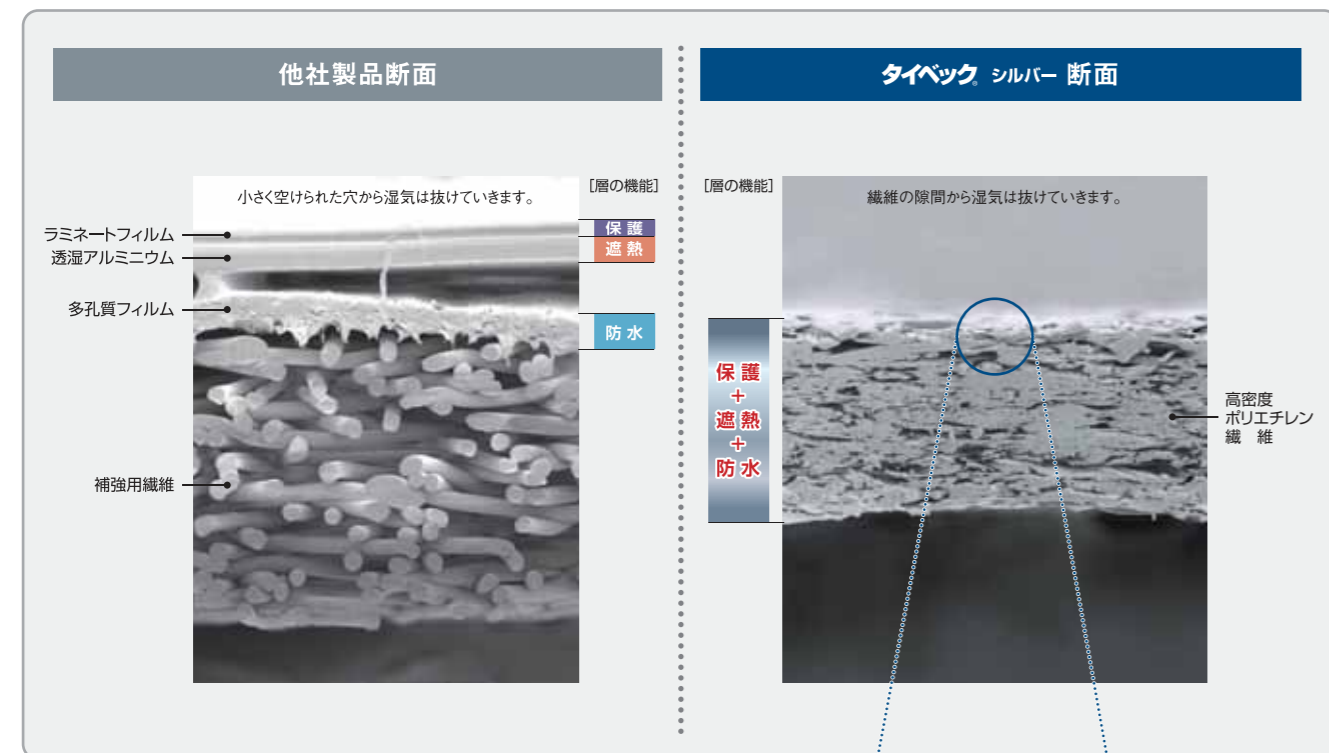 他社製品断面
小さく空けられた穴から湿気は抜けていきます。
[層の機能]
ラミネートフィルム
透湿アルミニウム
多孔質フィルム
補強用繊維
保護
遮熱
防水
タイベック® シルバー 断面
[層の機能]
繊維の隙間から湿気は抜けていきます。
保護
+
遮熱
+
防水
高密度
ポリエチレン
繊 維